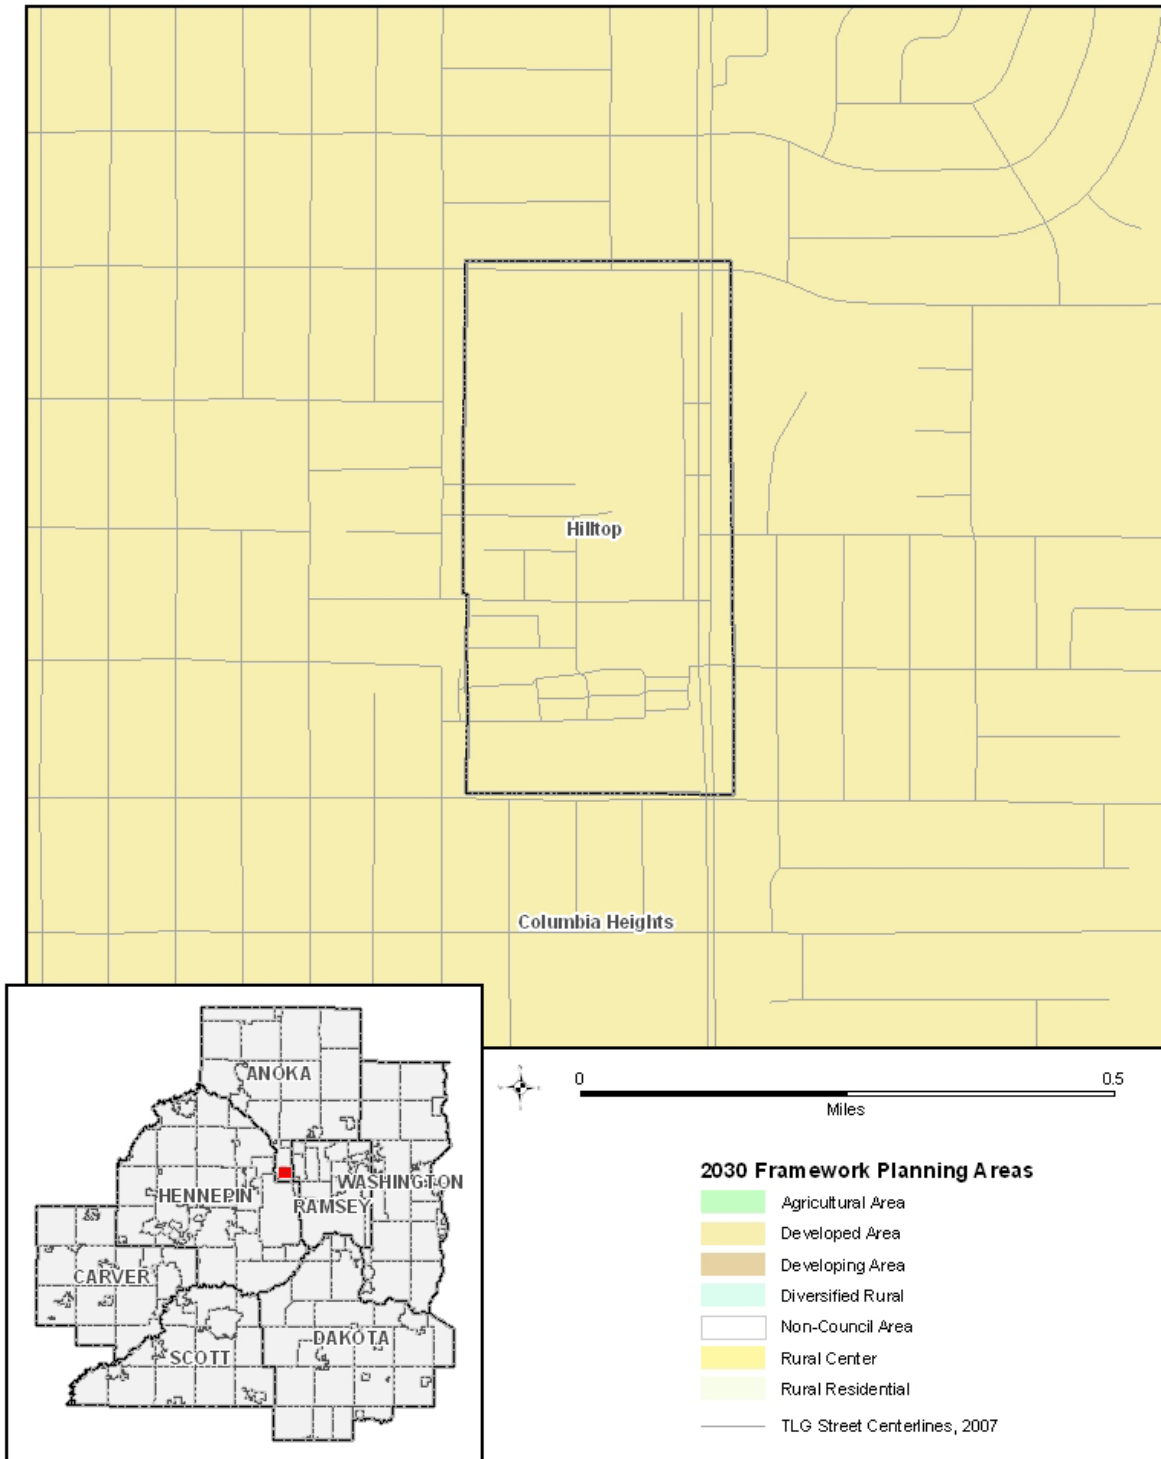 Hilltop
Columbia Heights
ANOKA
WASHINGTON
HENNEPIN
RAMSEY
CARVER
DAKOTA
SCOTT
0 0.5
Miles
2030 Framework Planning Areas
Agricultural Area
Developed Area
Developing Area
Diversified Rural
Non-Council Area
Rural Center
Rural Residential
TLG Street Centerlines, 2007